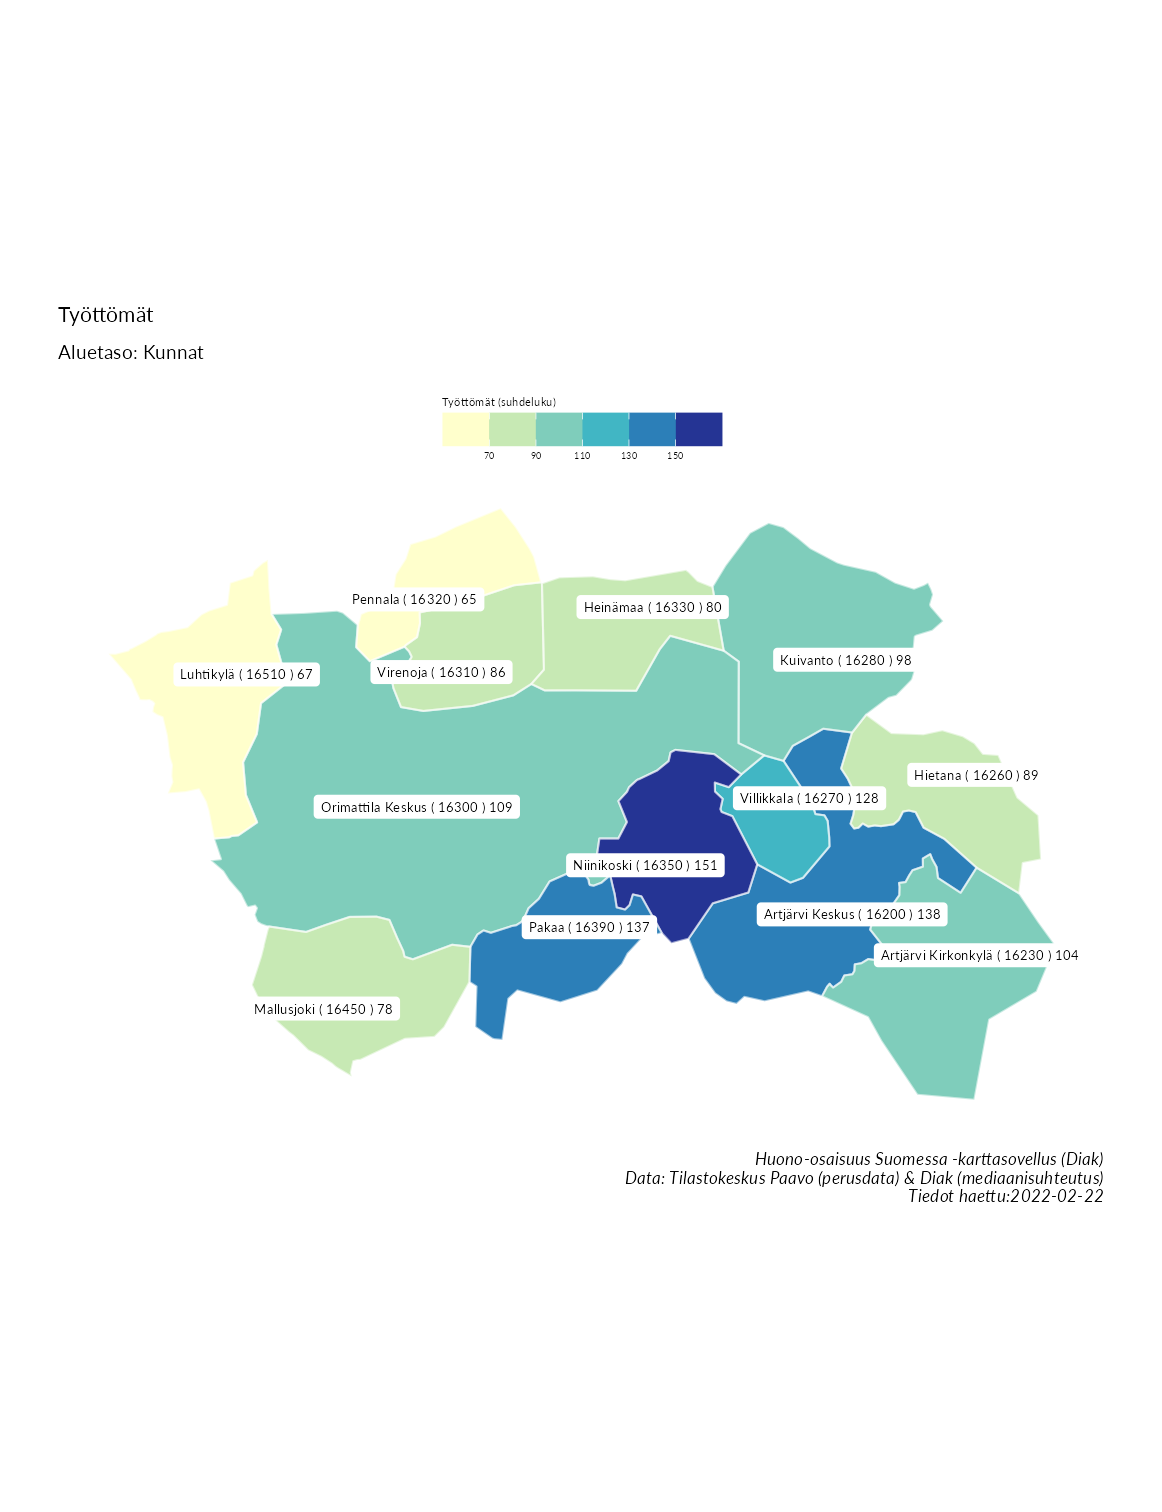 Työttömät
Aluetaso: Kunnat
Työttömät (suhdeluku)
70 90 110 130 150
Pennala ( 16320 ) 65
Heinämaa ( 16330 ) 80
Kuivanto ( 16280 ) 98
Luhtikylä ( 16510 ) 67
Virenoja ( 16310 ) 86
Hietana ( 16260 ) 89
Villikkala ( 16270 ) 128
Orimattila Keskus ( 16300 ) 109
Niinikoski ( 16350 ) 151
Artjärvi Keskus ( 16200 ) 138
Pakaa ( 16390 ) 137
Artjärvi Kirkonkylä ( 16230 ) 104
Mallusjoki ( 16450 ) 78
Huono-osaisuus Suomessa -karttasovellus (Diak)
Data: Tilastokeskus Paavo (perusdata) & Diak (mediaanisuhteutus)
Tiedot haettu:2022-02-22